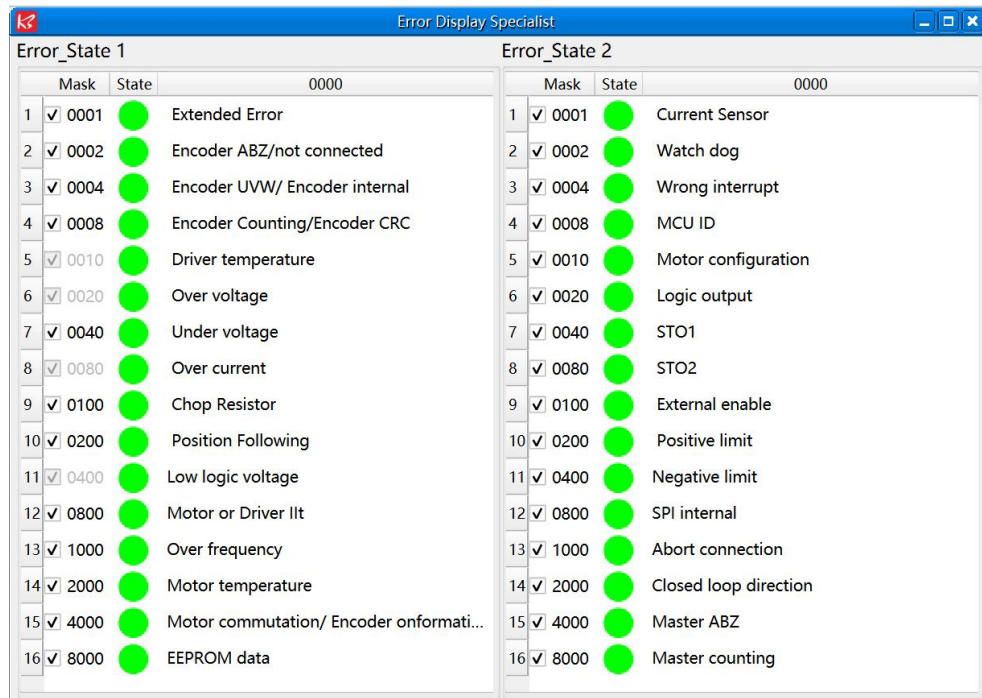 Error Display Specialist
Error_State 1
Mask State 0000
1 0001 Extended Error
2 0002 Encoder ABZ/not connected
3 0004 Encoder UVW/ Encoder internal
4 0008 Encoder Counting/Encoder CRC
5 0010 Driver temperature
6 0020 Over voltage
7 0040 Under voltage
8 0080 Over current
9 0100 Chop Resistor
10 0200 Position Following
11 0400 Low logic voltage
12 0800 Motor or Driver IIt
13 1000 Over frequency
14 2000 Motor temperature
15 4000 Motor commutation/ Encoder onformati...
16 8000 EEPROM data
Error_State 2
Mask State 0000
1 0001 Current Sensor
2 0002 Watch dog
3 0004 Wrong interrupt
4 0008 MCU ID
5 0010 Motor configuration
6 0020 Logic output
7 0040 STO1
8 0080 STO2
9 0100 External enable
10 0200 Positive limit
11 0400 Negative limit
12 0800 SPI internal
13 1000 Abort connection
14 2000 Closed loop direction
15 4000 Master ABZ
16 8000 Master counting